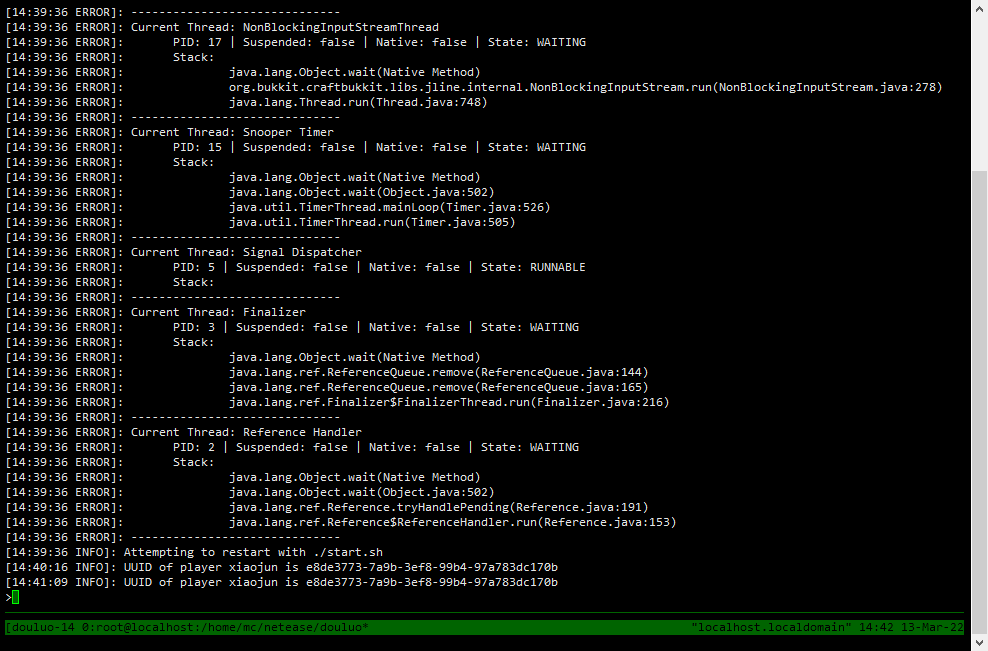 [14:39:36 ERROR]: ------------------------------
[14:39:36 ERROR]: Current Thread: NonBlockingInputStreamThread
[14:39:36 ERROR]: PID: 17 | Suspended: false | Native: false | State: WAITING
[14:39:36 ERROR]: Stack:
[14:39:36 ERROR]: java.lang.Object.wait(Native Method)
[14:39:36 ERROR]: org.bukkit.craftbukkit.libs.jline.internal.NonBlockingInputStream.run(NonBlockingInputStream.java:278)
[14:39:36 ERROR]: java.lang.Thread.run(Thread.java:748)
[14:39:36 ERROR]: ------------------------------
[14:39:36 ERROR]: Current Thread: Snooper Timer
[14:39:36 ERROR]: PID: 15 | Suspended: false | Native: false | State: WAITING
[14:39:36 ERROR]: Stack:
[14:39:36 ERROR]: java.lang.Object.wait(Native Method)
[14:39:36 ERROR]: java.lang.Object.wait(Object.java:502)
[14:39:36 ERROR]: java.util.TimerThread.mainLoop(Timer.java:526)
[14:39:36 ERROR]: java.util.TimerThread.run(Timer.java:505)
[14:39:36 ERROR]: ------------------------------
[14:39:36 ERROR]: Current Thread: Signal Dispatcher
[14:39:36 ERROR]: PID: 5 | Suspended: false | Native: false | State: RUNNABLE
[14:39:36 ERROR]: Stack:
[14:39:36 ERROR]: ------------------------------
[14:39:36 ERROR]: Current Thread: Finalizer
[14:39:36 ERROR]: PID: 3 | Suspended: false | Native: false | State: WAITING
[14:39:36 ERROR]: Stack:
[14:39:36 ERROR]: java.lang.Object.wait(Native Method)
[14:39:36 ERROR]: java.lang.ref.ReferenceQueue.remove(ReferenceQueue.java:144)
[14:39:36 ERROR]: java.lang.ref.ReferenceQueue.remove(ReferenceQueue.java:165)
[14:39:36 ERROR]: java.lang.ref.Finalizer$FinalizerThread.run(Finalizer.java:216)
[14:39:36 ERROR]: ------------------------------
[14:39:36 ERROR]: Current Thread: Reference Handler
[14:39:36 ERROR]: PID: 2 | Suspended: false | Native: false | State: WAITING
[14:39:36 ERROR]: Stack:
[14:39:36 ERROR]: java.lang.Object.wait(Native Method)
[14:39:36 ERROR]: java.lang.Object.wait(Object.java:502)
[14:39:36 ERROR]: java.lang.ref.Reference.tryHandlePending(Reference.java:191)
[14:39:36 ERROR]: java.lang.ref.Reference$ReferenceHandler.run(Reference.java:153)
[14:39:36 ERROR]: ------------------------------
[14:39:36 INFO]: Attempting to restart with ./start.sh
[14:40:16 INFO]: UUID of player xiaojun is e8de3773-7a9b-3ef8-99b4-97a783dc170b
[14:41:09 INFO]: UUID of player xiaojun is e8de3773-7a9b-3ef8-99b4-97a783dc170b
>
[douluo-14 0:root@localhost:/home/mc/netease/douluo* "localhost.localdomain" 14:42 13-Mar-22